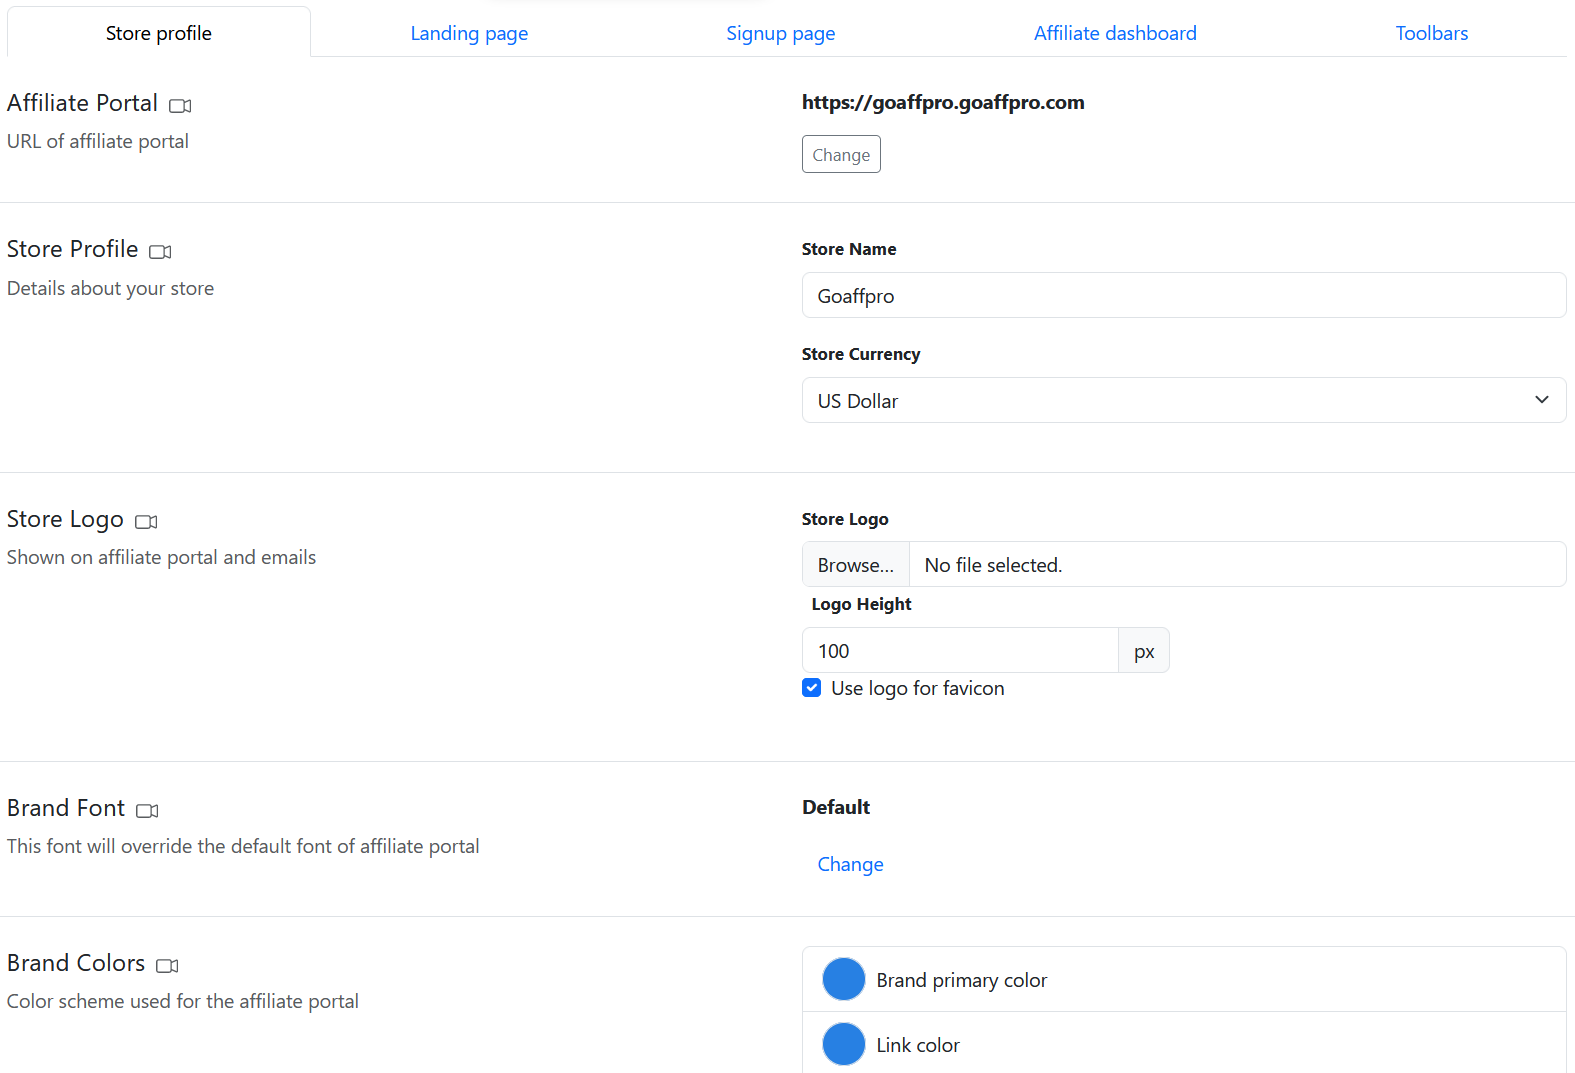 Store profile
Landing page
Signup page
Affiliate dashboard
Toolbars
Affiliate Portal
URL of affiliate portal
https://goaffpro.goaffpro.com
Change
Store Profile
Details about your store
Store Name
Goaffpro
Store Currency
US Dollar
Store Logo
Shown on affiliate portal and emails
Store Logo
Browse... No file selected.
Logo Height
100 px
Use logo for favicon
Brand Font
This font will override the default font of affiliate portal
Default
Change
Brand Colors
Color scheme used for the affiliate portal
Brand primary color
Link color